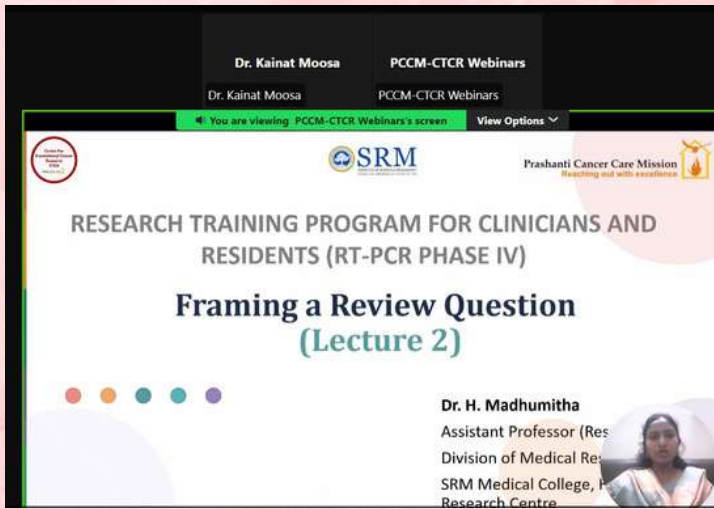 Dr. Kainat Moosa
PCCM-CTCR Webinars
Dr. Kainat Moosa
PCCM-CTCR Webinars
You are viewing PCCM-CTCR Webinars's screen
View Options
SRM
Prashanti Cancer Care Mission
Reaching out with excellence
RESEARCH TRAINING PROGRAM FOR CLINICIANS AND
RESIDENTS (RT-PCR PHASE IV)
Framing a Review Question
(Lecture 2)
Dr. H. Madhumitha
Assistant Professor (Res
Division of Medical Re
SRM Medical College,
Research Centre